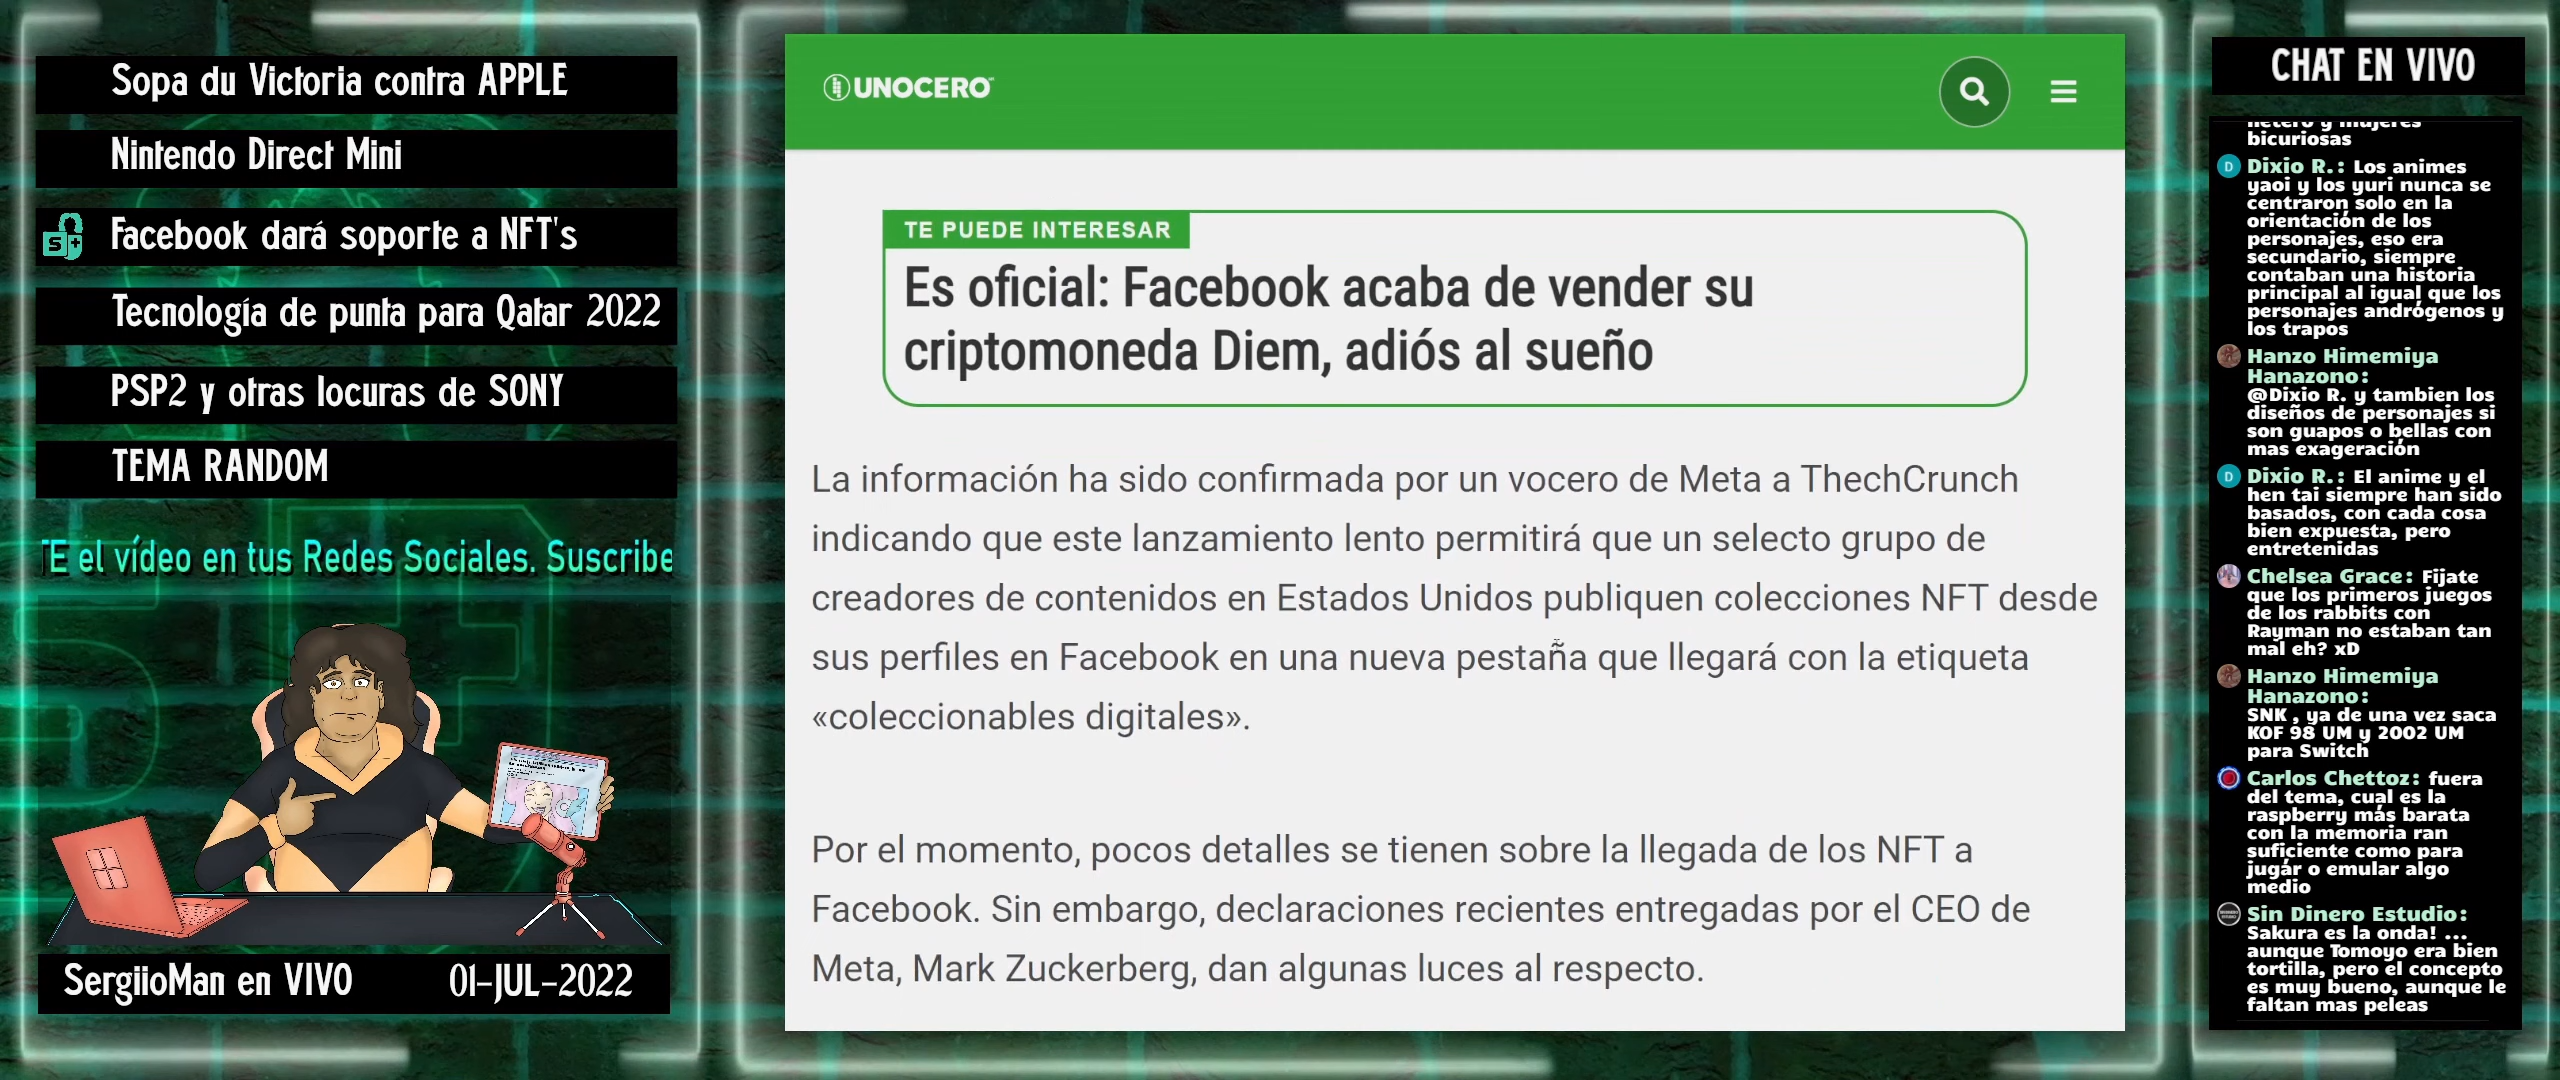 Sopa du Victoria contra APPLE
Nintendo Direct Mini
S +
Facebook dará soporte a NFT's
Tecnología de punta para Qatar 2022
PSP2 y otras locuras de SONY
TEMA RANDOM
TE el vídeo en tus Redes Sociales. Suscribe
SergiioMan en VIVO
01-JUL-2022
UNOCERO
TE PUEDE INTERESAR
Es oficial: Facebook acaba de vender su
criptomoneda Diem, adiós al sueño
La información ha sido confirmada por un vocero de Meta a ThechCrunch
indicando que este lanzamiento lento permitirá que un selecto grupo de
creadores de contenidos en Estados Unidos publiquen colecciones NFT desde
sus perfiles en Facebook en una nueva pestaña que llegará con la etiqueta
«coleccionables digitales».
Por el momento, pocos detalles se tienen sobre la llegada de los NFT a
Facebook. Sin embargo, declaraciones recientes entregadas por el CEO de
Meta, Mark Zuckerberg, dan algunas luces al respecto.
CHAT EN VIVO
hetero y mujeres
bicuriosas
D
Dixio R.: Los animes
yaoi y los yuri nunca se
centraron solo en la
orientación de los
personajes, eso era
secundario, siempre
contaban una historia
principal al igual que los
personajes andrógenos y
los trapos
Hanzo Himemiya
Hanazono:
@Dixio R. y tambien los
diseños de personajes si
son guapos o bellas con
mas exageración
D
Dixio R.: El anime y el
hen tai siempre han sido
basados, con cada cosa
bien expuesta, pero
entretenidas
Chelsea Grace: Fijate
que los primeros juegos
de los rabbits con
Rayman no estaban tan
mal eh? xD
Hanzo Himemiya
Hanazono:
SNK , ya de una vez saca
KOF 98 UM y 2002 UM
para Switch
Carlos Chettoz: fuera
del tema, cual es la
raspberry más barata
con la memoria ran
suficiente como para
jugár o emular algo
medio
Sin Dinero Estudio:
Sakura es la onda! ...
aunque Tomoyo era bien
tortilla, pero el concepto
es muy bueno, aunque le
faltan mas peleas